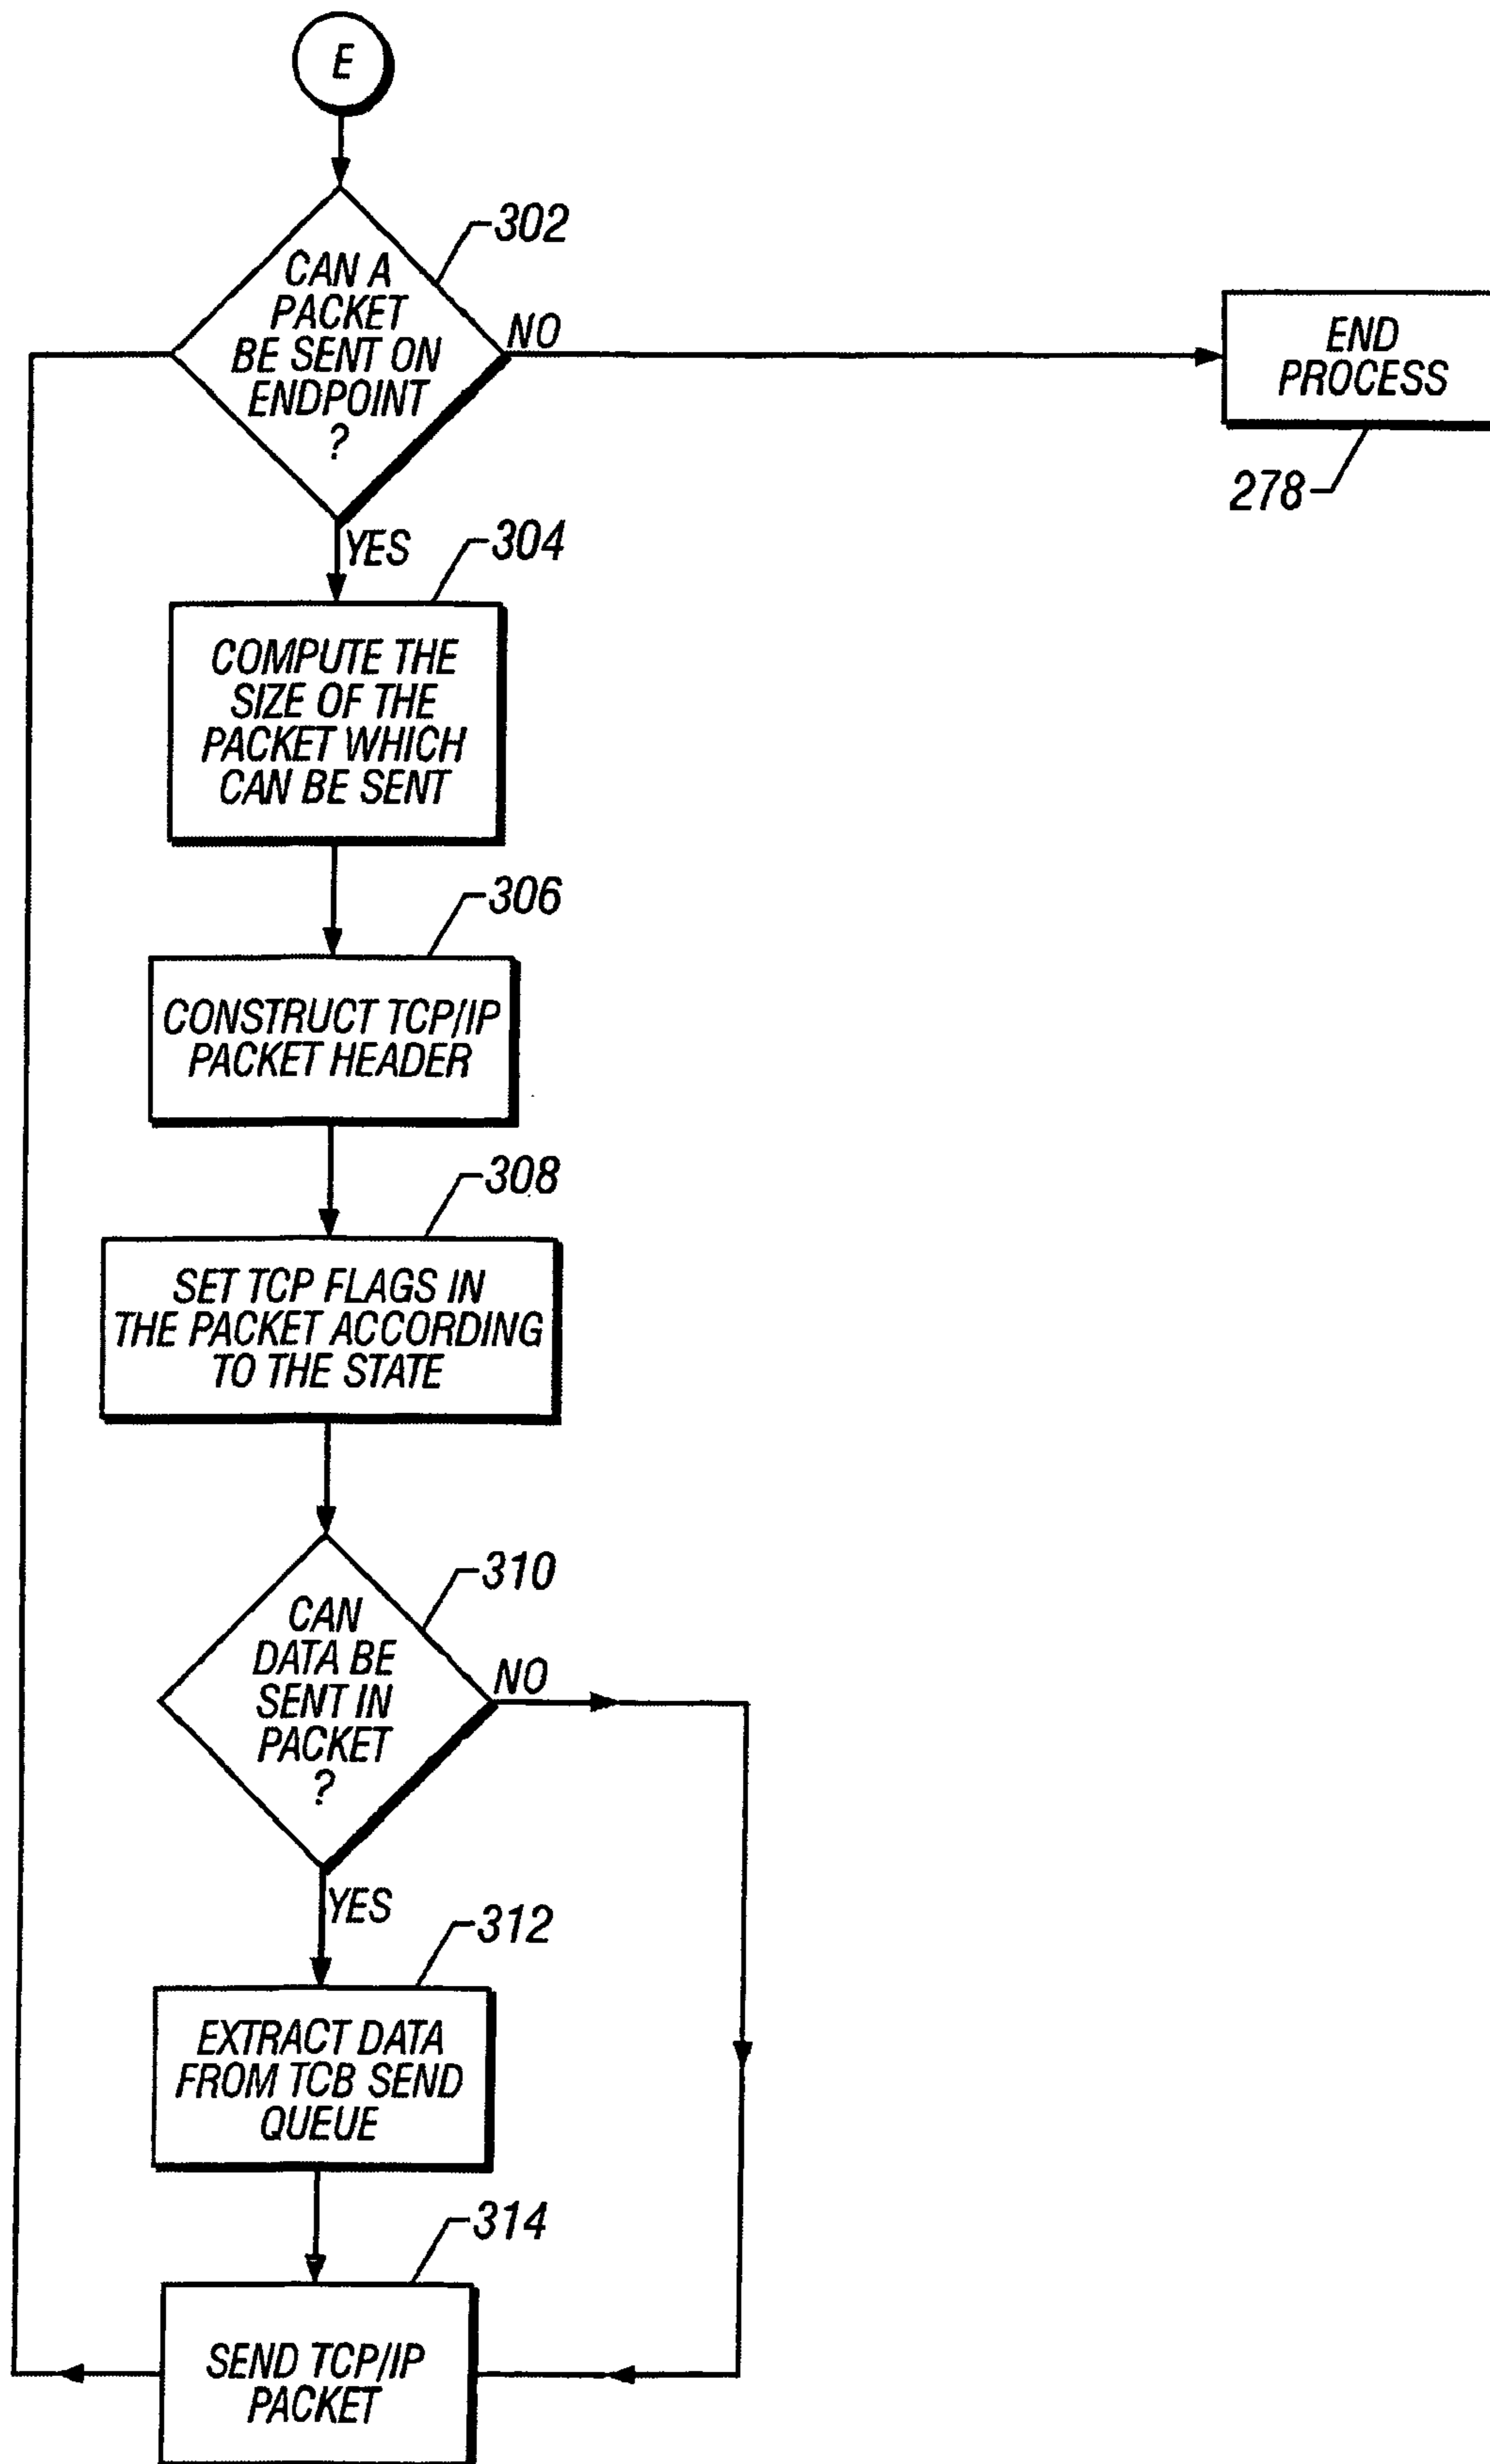 E
302
CAN A
PACKET
BE SENT ON
ENDPOINT
?
NO
END
PROCESS
278
YES
304
COMPUTE THE
SIZE OF THE
PACKET WHICH
CAN BE SENT
306
CONSTRUCT TCP/IP
PACKET HEADER
308
SET TCP FLAGS IN
THE PACKET ACCORDING
TO THE STATE
310
CAN
DATA BE
SENT IN
PACKET
?
NO
YES
312
EXTRACT DATA
FROM TCB SEND
QUEUE
314
SEND TCP/IP
PACKET